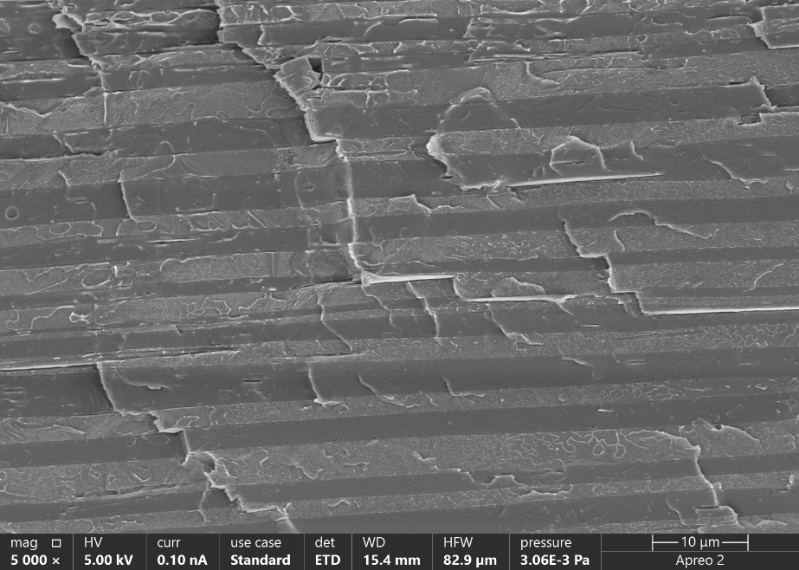 mag HV curr use case det WD HFW pressure 10 µm
5 000 × 5.00 kV 0.10 nA Standard ETD 15.4 mm 82.9 µm 3.06E-3 Pa Apreo 2